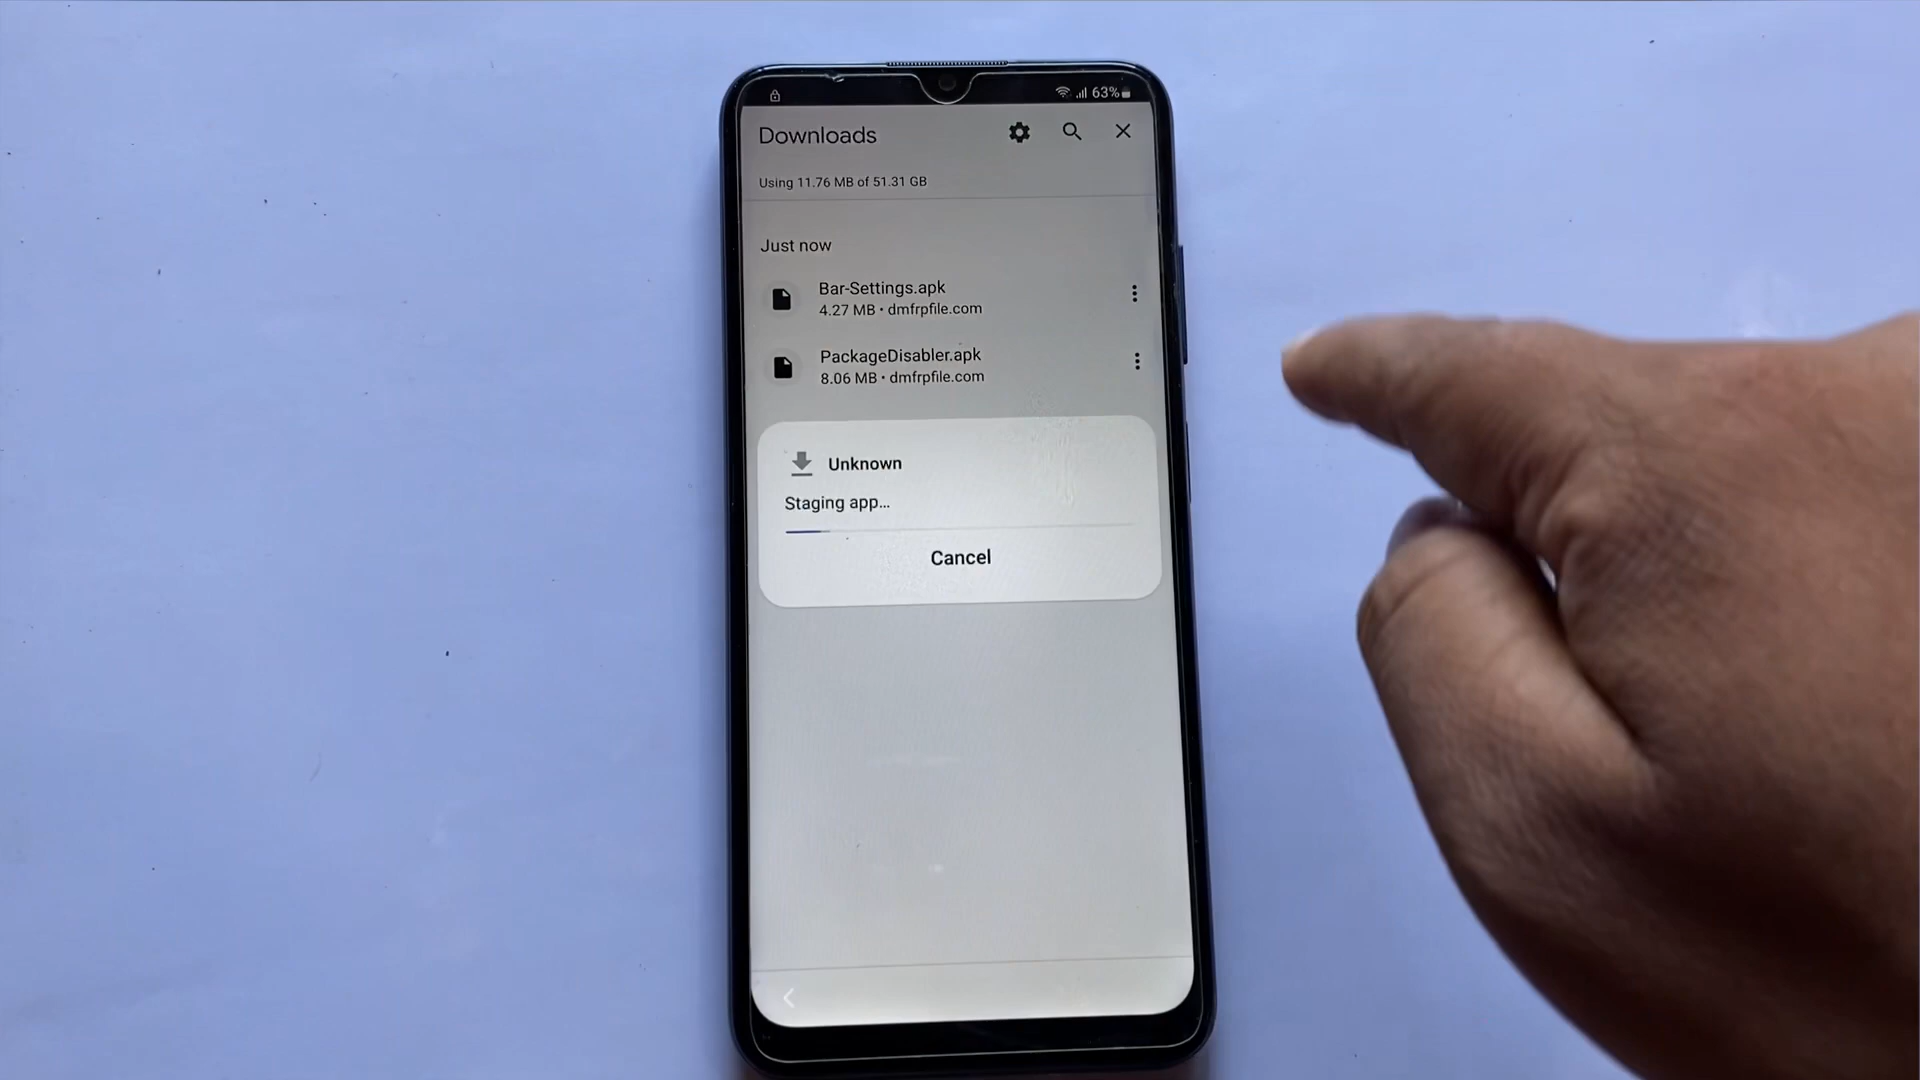 63%
Downloads
Using 11.76 MB of 51.31 GB
Just now
Bar-Settings.apk
4.27 MB • dmfrpfile.com
PackageDisabler.apk
8.06 MB • dmfrpfile.com
Unknown
Staging app...
Cancel